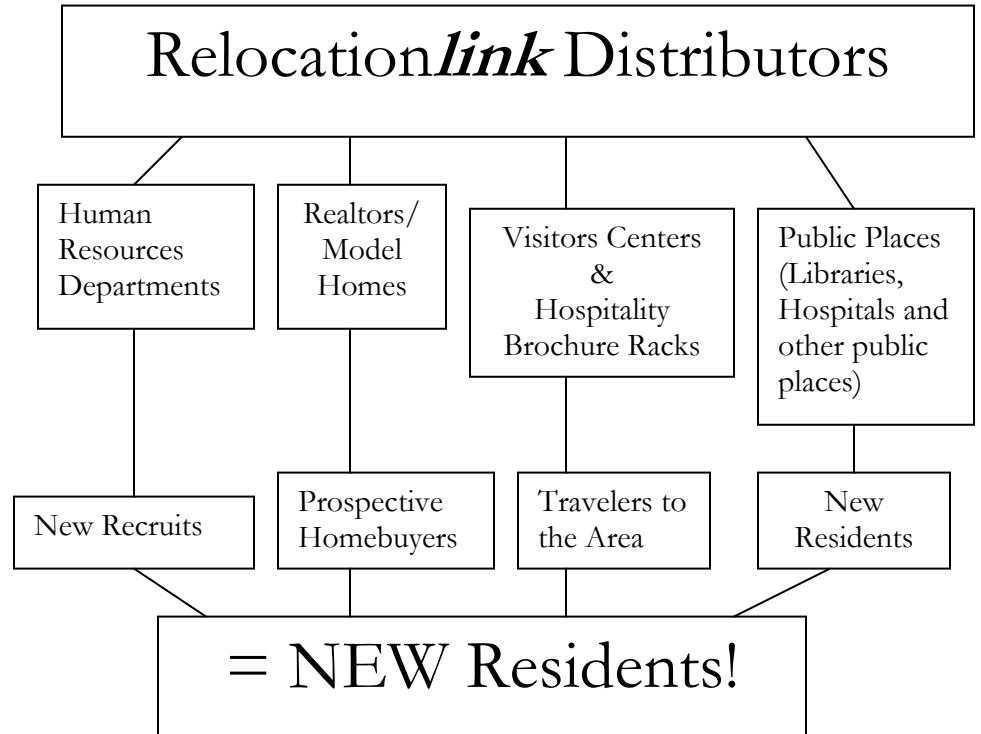 Relocationlink Distributors
Human
Resources
Departments
Realtors/
Model
Homes
Visitors Centers
&
Hospitality
Brochure Racks
Public Places
(Libraries,
Hospitals and
other public
places)
New Recruits
Prospective
Homebuyers
Travelers to
the Area
New
Residents
= NEW Residents!